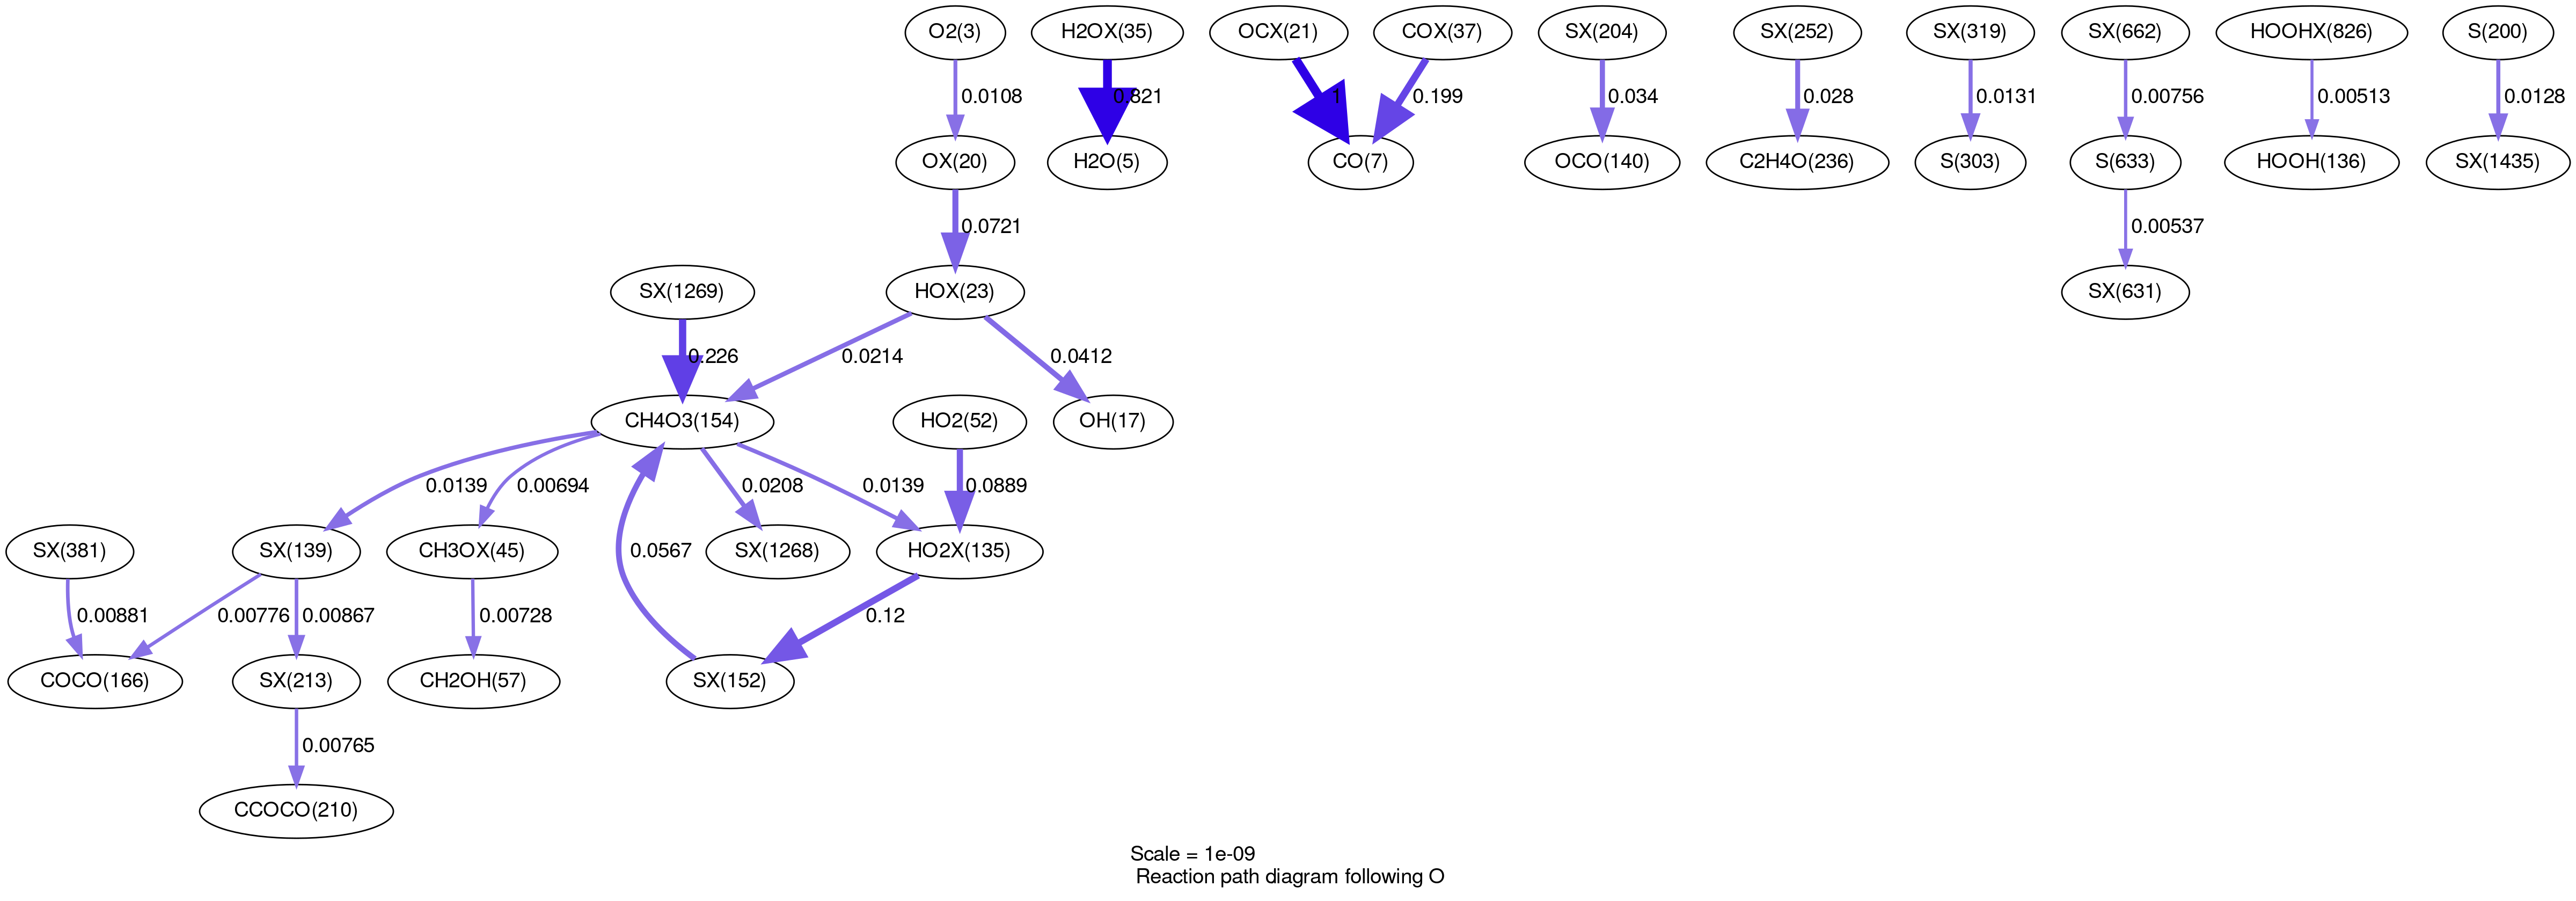 O2(3) H2OX(35) OCX(21) COX(37) SX(204) SX(252) SX(319) SX(662) HOOHX(826) S(200)
0.0108 0.821 1 0.199 0.034 0.028 0.0131 0.00756 0.00513 0.0128
OX(20) H2O(5) CO(7) OCO(140) C2H4O(236) S(303) S(633) HOOH(136) SX(1435)
0.0721 0.00537
SX(1269) HOX(23) SX(631)
0.226 0.0214 0.0412
CH4O3(154) HO2(52) OH(17)
0.0139 0.00694 0.0208 0.0139 0.0889
SX(381) SX(139) CH3OX(45) 0.0567 SX(1268) HO2X(135)
0.00881 0.00776 0.00867 0.00728 0.12
COCO(166) SX(213) CH2OH(57) SX(152)
0.00765
CCOCO(210)
Scale = 1e-09
Reaction path diagram following O